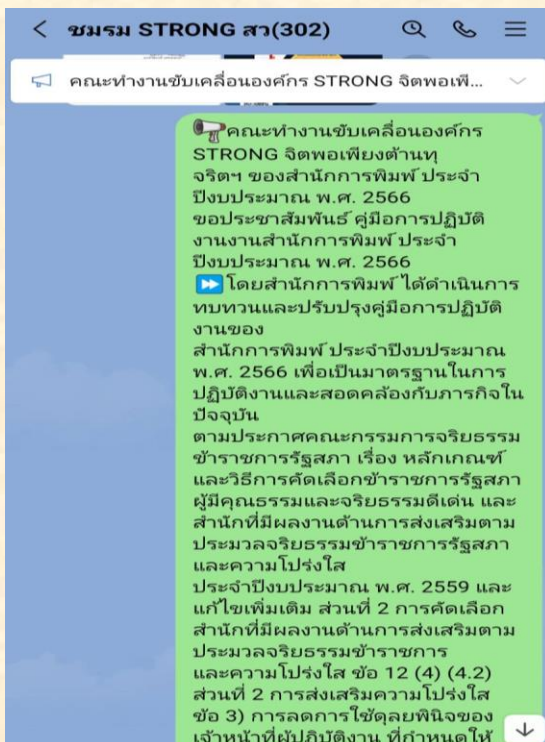 ชมรม STRONG สว(302)
คณะทำงานขับเคลื่อนองค์กร STRONG จิตพอเพี...
คณะทำงานขับเคลื่อนองค์กร
STRONG จิตพอเพียงต้านทุ
จริตฯ ของสำนักการพิมพ์ ประจำ
ปีงบประมาณ พ.ศ. 2566
ขอประชาสัมพันธ์ คู่มือการปฏิบัติ
งานงานสำนักการพิมพ์ ประจำ
ปีงบประมาณ พ.ศ. 2566
โดยสำนักการพิมพ์ ได้ดำเนินการ
ทบทวนและปรับปรุงคู่มือการปฏิบัติ
งานของ
สำนักการพิมพ์ ประจำปีงบประมาณ
พ.ศ. 2566 เพื่อเป็นมาตรฐานในการ
ปฏิบัติงานและสอดคล้องกับภารกิจใน
ปัจจุบัน
ตามประกาศคณะกรรมการจริยธรรม
ข้าราชการรัฐสภา เรื่อง หลักเกณฑ์
และวิธีการคัดเลือกข้าราชการรัฐสภา
ผู้มีคุณธรรมและจริยธรรมดีเด่น และ
สำนักที่มีผลงานด้านการส่งเสริมตาม
ประมวลจริยธรรมข้าราชการรัฐสภา
และความโปร่งใส
ประจำปีงบประมาณ พ.ศ. 2559 และ
แก้ไขเพิ่มเติม ส่วนที่ 2 การคัดเลือก
สำนักที่มีผลงานด้านการส่งเสริมตาม
ประมวลจริยธรรมข้าราชการ
และความโปร่งใส ข้อ 12 (4) (4.2)
ส่วนที่ 2 การส่งเสริมความโปร่งใส
ข้อ 3) การลดการใช้ดุลยพินิจของ
เจ้าหน้าที่ผู้ปฏิบัติงาน ที่กำหนดให้